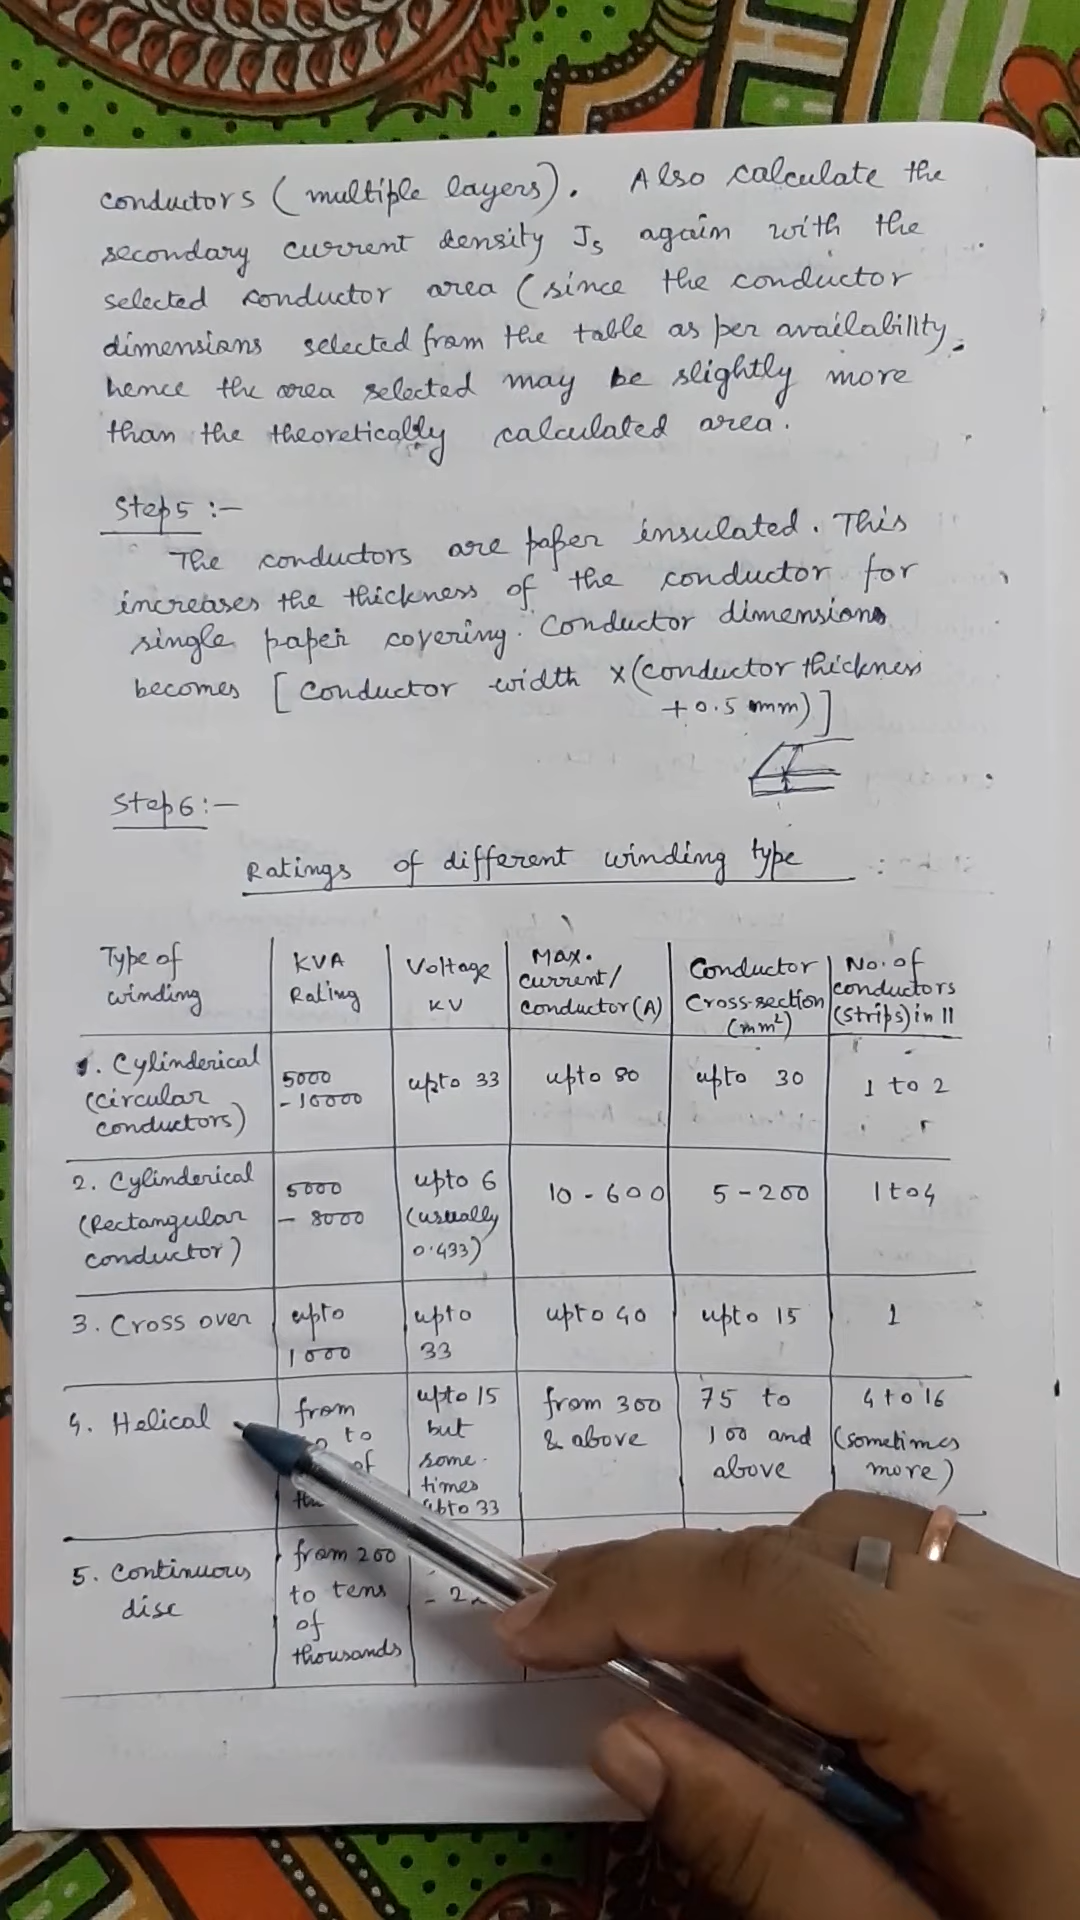 conductors (multiple layers). Also calculate the
secondary current density Js again with the
selected conductor area (since the conductor
dimensions selected from the table as per availability,
hence the area selected may be slightly more
than the theoretically calculated area.
Step 5 :-
The conductors are paper insulated. This
increases the thickness of the conductor for
single paper covering. Conductor dimensions
becomes [Conductor width x (conductor thickness
+ 0.5 mm)]
Step 6 :-
Ratings of different winding type
Type of winding | KVA Rating | Voltage KV | Max. current/conductor (A) | Conductor cross-section (mm²) | No. of conductors (strips) in ||
1. Cylinderical (circular conductors) | 5000 - 10000 | upto 33 | upto 80 | upto 30 | 1 to 2
2. Cylinderical (Rectangular conductor) | 5000 - 8000 | upto 6 (usually 0.433) | 10 - 600 | 5 - 200 | 1 to 4
3. Cross over | upto 1000 | upto 33 | upto 40 | upto 15 | 1
4. Helical | from to of | upto 15 but some-times upto 33 | from 300 & above | 75 to 100 and above | 4 to 16 (sometimes more)
5. Continuous disc | from 200 to tens of thousands